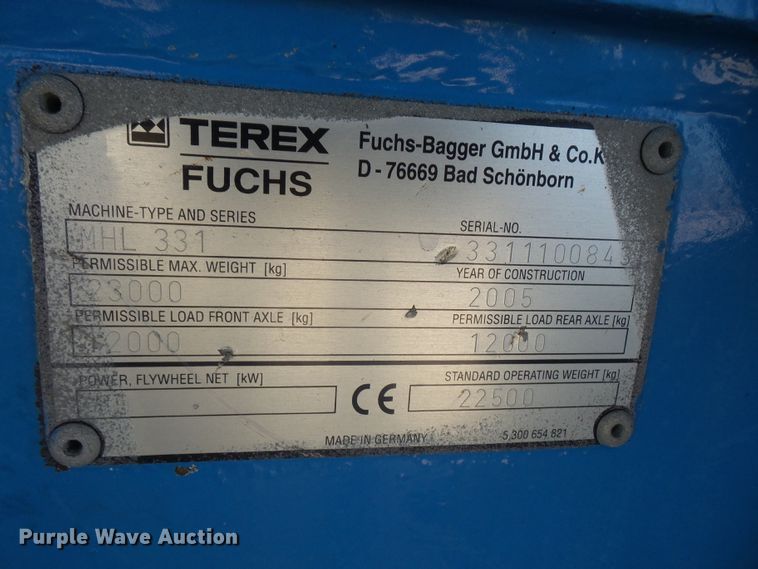 TEREX
FUCHS
Fuchs-Bagger GmbH & Co.K
D - 76669 Bad Schönborn
MACHINE-TYPE AND SERIES
MHL 331
SERIAL-NO.
PERMISSIBLE MAX. WEIGHT [kg]
23000
YEAR OF CONSTRUCTION
2005
PERMISSIBLE LOAD FRONT AXLE [kg]
12000
PERMISSIBLE LOAD REAR AXLE [kg]
12000
POWER, FLYWHEEL NET [kW]
CE
STANDARD OPERATING WEIGHT [kg]
22500
MADE IN GERMANY
5 300 654 821
Purple Wave Auction